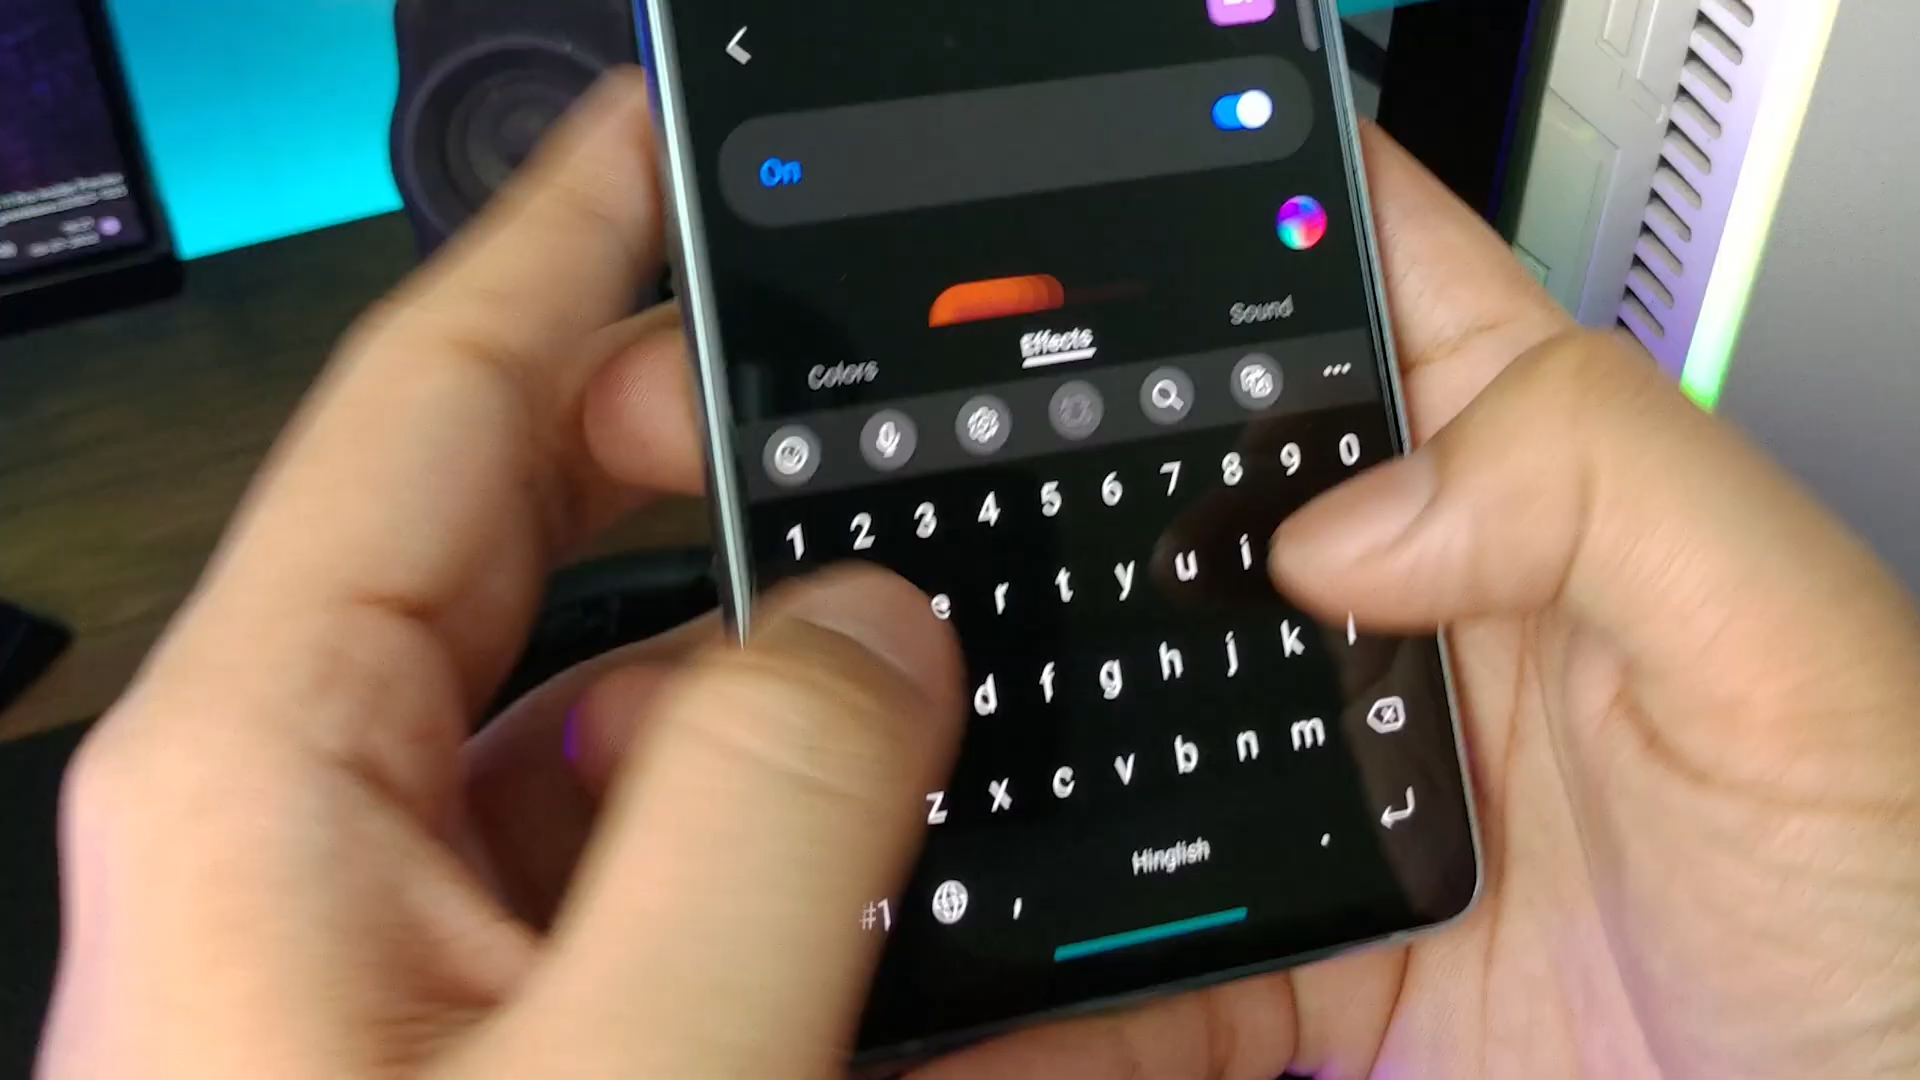 On
Sound
Effects
Colors
1 2 3 4 5 6 7 8 9 0
e r t y u i
d f g h j k l
z x c v b n m
#1 , Hinglish .